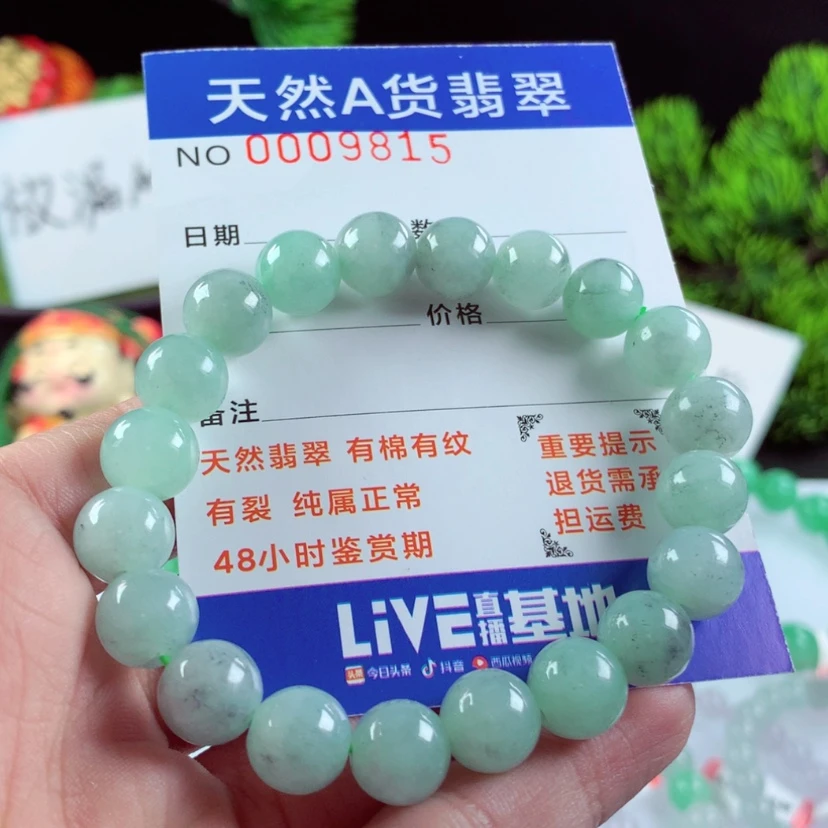 天然A货翡翠
NO 0009815
日期 数
价格
备注
天然翡翠 有棉有纹
有裂 纯属正常
48小时鉴赏期
重要提示
退货需承
担运费
LiVE直播基地
头条 今日头条 抖音 西瓜视频